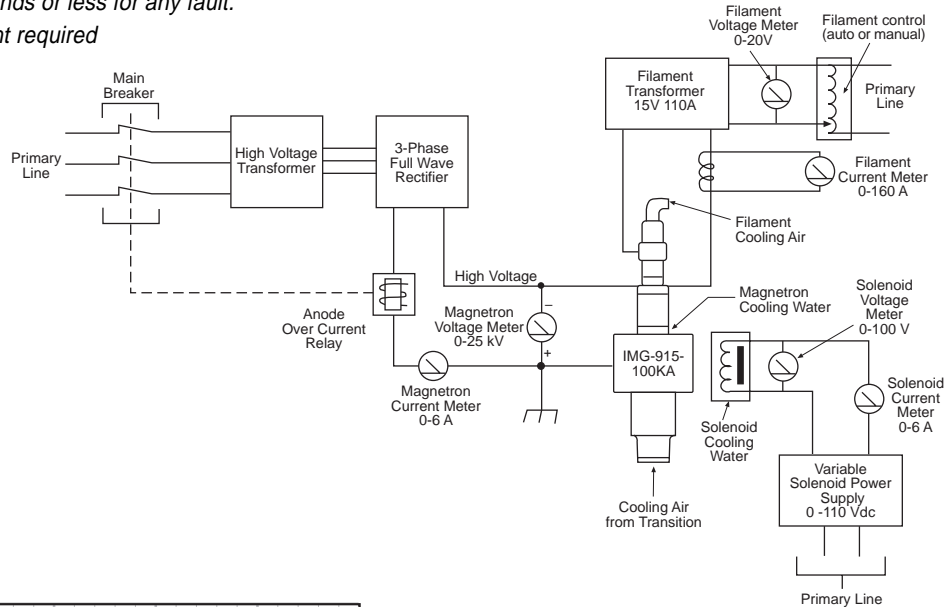 nds or less for any fault.
nt required
Main
Breaker
Primary
Line
High Voltage
Transformer
3-Phase
Full Wave
Rectifier
Anode
Over Current
Relay
High Voltage
Magnetron
Voltage Meter
0-25 kV
–
+
Magnetron
Current Meter
0-6 A
Filament
Voltage Meter
0-20V
Filament control
(auto or manual)
Filament
Transformer
15V 110A
Primary
Line
Filament
Current Meter
0-160 A
Filament
Cooling Air
Magnetron
Cooling Water
IMG-915-
100KA
Cooling Air
from Transition
Solenoid
Voltage
Meter
0-100 V
Solenoid
Cooling
Water
Solenoid
Current
Meter
0-6 A
Variable
Solenoid Power
Supply
0 -110 Vdc
Primary Line